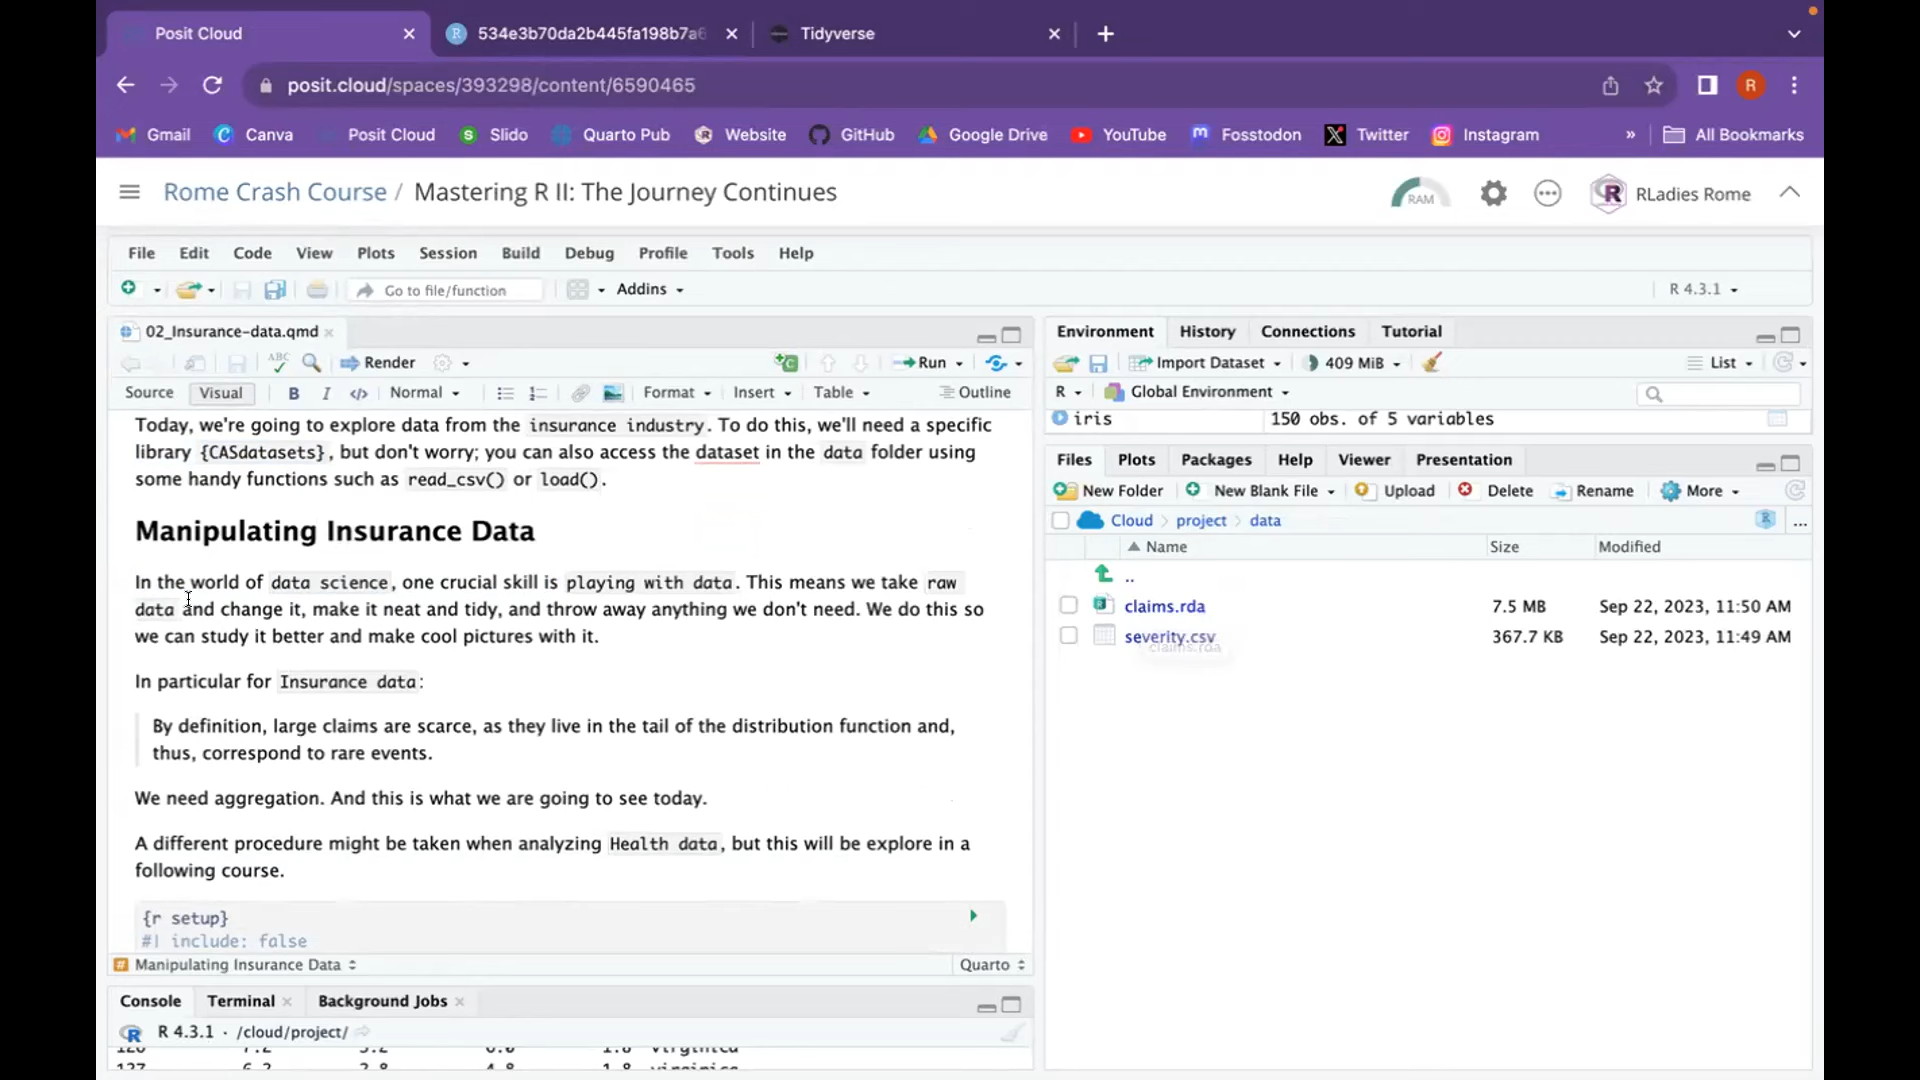 Posit Cloud
534e3b70da2b445fa198b7a6
Tidyverse
posit.cloud/spaces/393298/content/6590465
R
Gmail Canva Posit Cloud Slido Quarto Pub Website GitHub Google Drive YouTube Fosstodon Twitter Instagram » All Bookmarks
Rome Crash Course / Mastering R II: The Journey Continues
RAM
RLadies Rome
File Edit Code View Plots Session Build Debug Profile Tools Help
Go to file/function
Addins
R 4.3.1
02_Insurance-data.qmd
ABC
Render
Run
Source Visual B I </> Normal Format Insert Table Outline
Today, we're going to explore data from the insurance industry. To do this, we'll need a specific
library {CASdatasets}, but don't worry; you can also access the dataset in the data folder using
some handy functions such as read_csv() or load().
Manipulating Insurance Data
In the world of data science, one crucial skill is playing with data. This means we take raw
data and change it, make it neat and tidy, and throw away anything we don't need. We do this so
we can study it better and make cool pictures with it.
In particular for Insurance data:
By definition, large claims are scarce, as they live in the tail of the distribution function and,
thus, correspond to rare events.
We need aggregation. And this is what we are going to see today.
A different procedure might be taken when analyzing Health data, but this will be explore in a
following course.
{r setup}
#| include: false
Manipulating Insurance Data
Quarto
Console Terminal Background Jobs
R 4.3.1 · /cloud/project/
Environment History Connections Tutorial
Import Dataset 409 MiB List
R Global Environment
iris 150 obs. of 5 variables
Files Plots Packages Help Viewer Presentation
New Folder New Blank File Upload Delete Rename More
Cloud > project > data ...
Name Size Modified
..
claims.rda 7.5 MB Sep 22, 2023, 11:50 AM
severity.csv 367.7 KB Sep 22, 2023, 11:49 AM
claims.rda